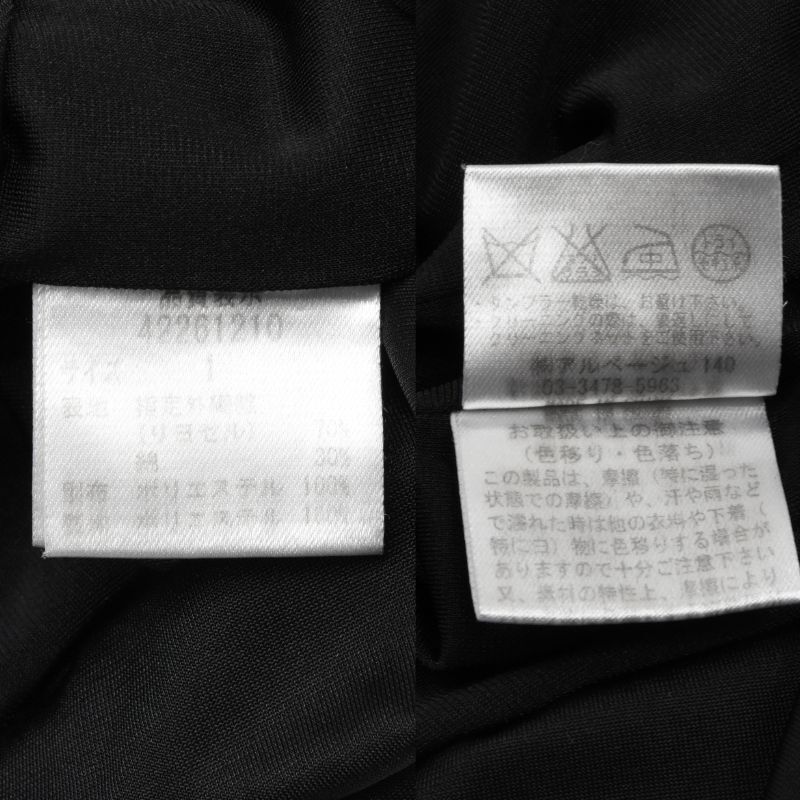 品質表示
42261210
サイズ 1
表地 指定外繊維
(リヨセル) 70%
綿 30%
別布 ポリエステル 100%
裏地 ポリエステル 100%
ドライ
・タンブラー乾燥は、お避け下さい。
・クリーニングの際は、裏返しにして、
クリーニングネットをご使用下さい。
㈱アルページュ 140
03-3478-5963
お取扱い上の御注意
(色移り・色落ち)
この製品は、摩擦(特に湿った
状態での摩擦)や、汗や雨など
で濡れた時は他の衣料や下着(
特に白)物に色移りする場合が
ありますので十分ご注意下さい
又、素材の特性上、摩擦により